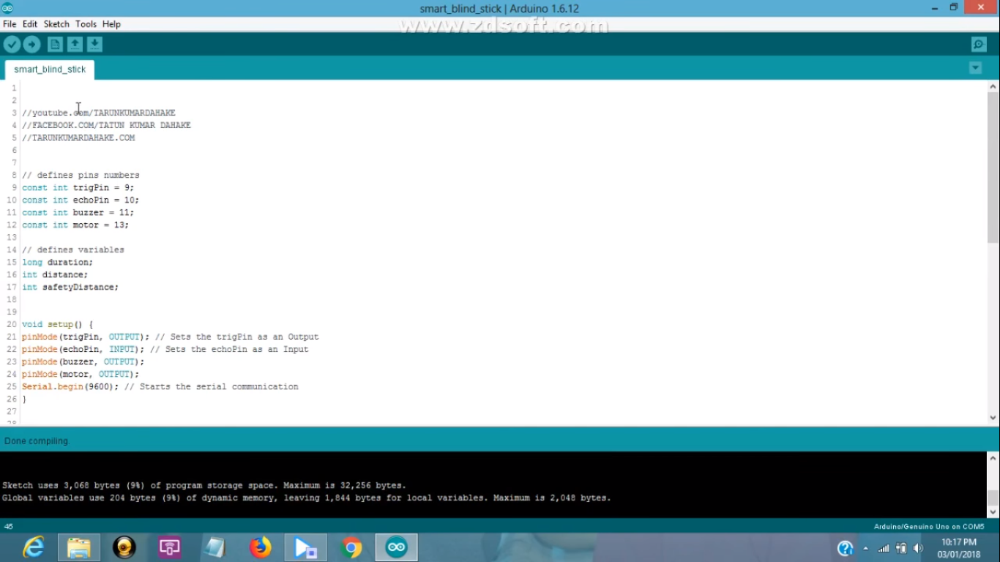 smart_blind_stick | Arduino 1.6.12
www.zdsoft.com
File Edit Sketch Tools Help
smart_blind_stick
1
2
3 //youtube.com/TARUNKUMARDAHAKE
4 //FACEBOOK.COM/TATUN KUMAR DAHAKE
5 //TARUNKUMARDAHAKE.COM
6
7
8 // defines pins numbers
9 const int trigPin = 9;
10 const int echoPin = 10;
11 const int buzzer = 11;
12 const int motor = 13;
13
14 // defines variables
15 long duration;
16 int distance;
17 int safetyDistance;
18
19
20 void setup() {
21 pinMode(trigPin, OUTPUT); // Sets the trigPin as an Output
22 pinMode(echoPin, INPUT); // Sets the echoPin as an Input
23 pinMode(buzzer, OUTPUT);
24 pinMode(motor, OUTPUT);
25 Serial.begin(9600); // Starts the serial communication
26 }
27
28
Done compiling.
Sketch uses 3,068 bytes (9%) of program storage space. Maximum is 32,256 bytes.
Global variables use 204 bytes (9%) of dynamic memory, leaving 1,844 bytes for local variables. Maximum is 2,048 bytes.
46 Arduino/Genuino Uno on COM5
10:17 PM
03/01/2018